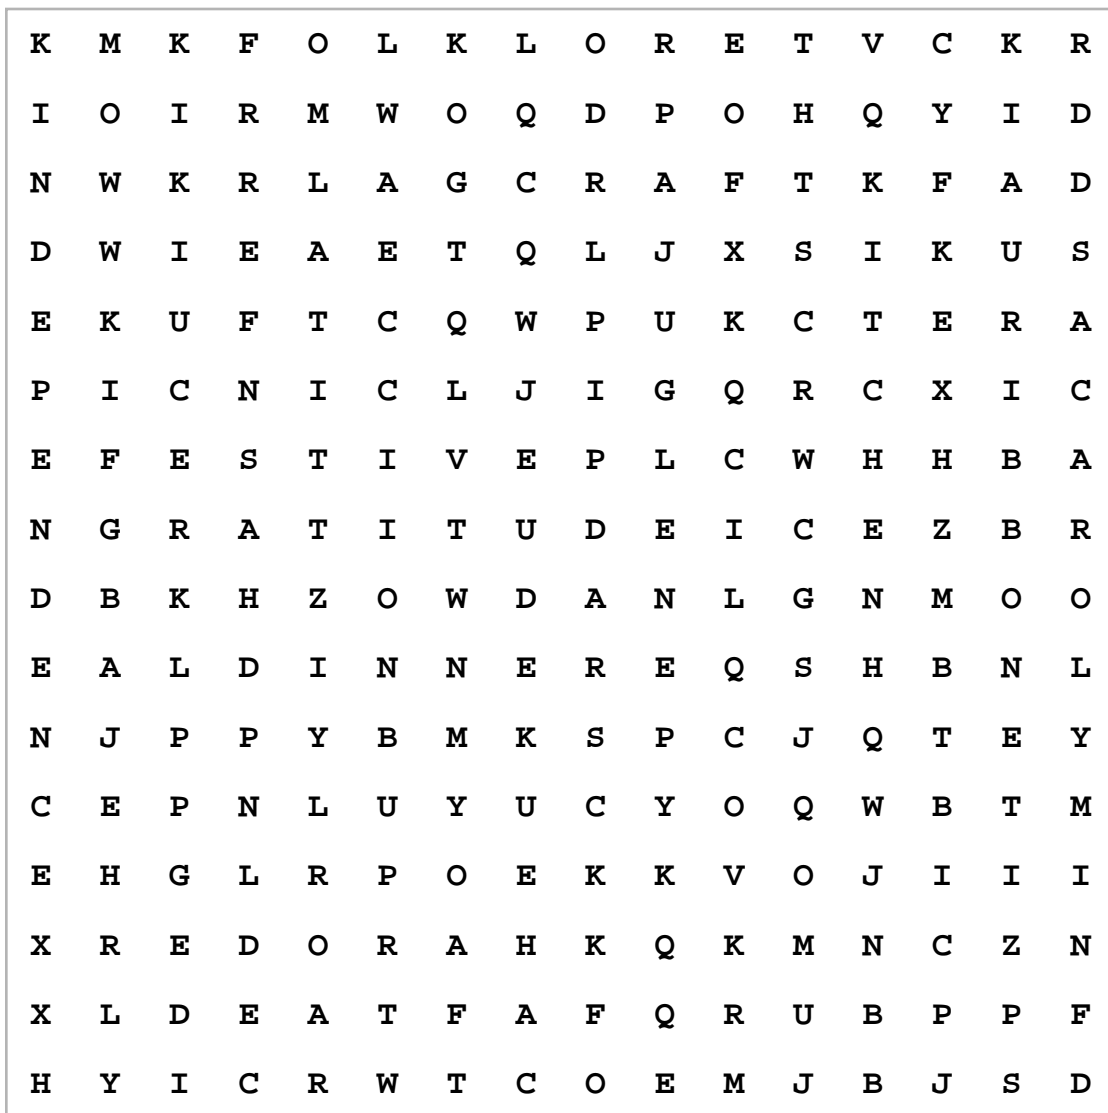 K M K F O L K L O R E T V C K R
I O I R M W O Q D P O H Q Y I D
N W K R L A G C R A F T K F A D
D W I E A E T Q L J X S I K U S
E K U F T C Q W P U K C T E R A
P I C N I C L J I G Q R C X I C
E F E S T I V E P L C W H H B A
N G R A T I T U D E I C E Z B R
D B K H Z O W D A N L G N M O O
E A L D I N N E R E Q S H B N L
N J P P Y B M K S P C J Q T E Y
C E P N L U Y U C Y O Q W B T M
E H G L R P O E K K V O J I I I
X R E D O R A H K Q K M N C Z N
X L D E A T F A F Q R U B P P F
H Y I C R W T C O E M J B J S D